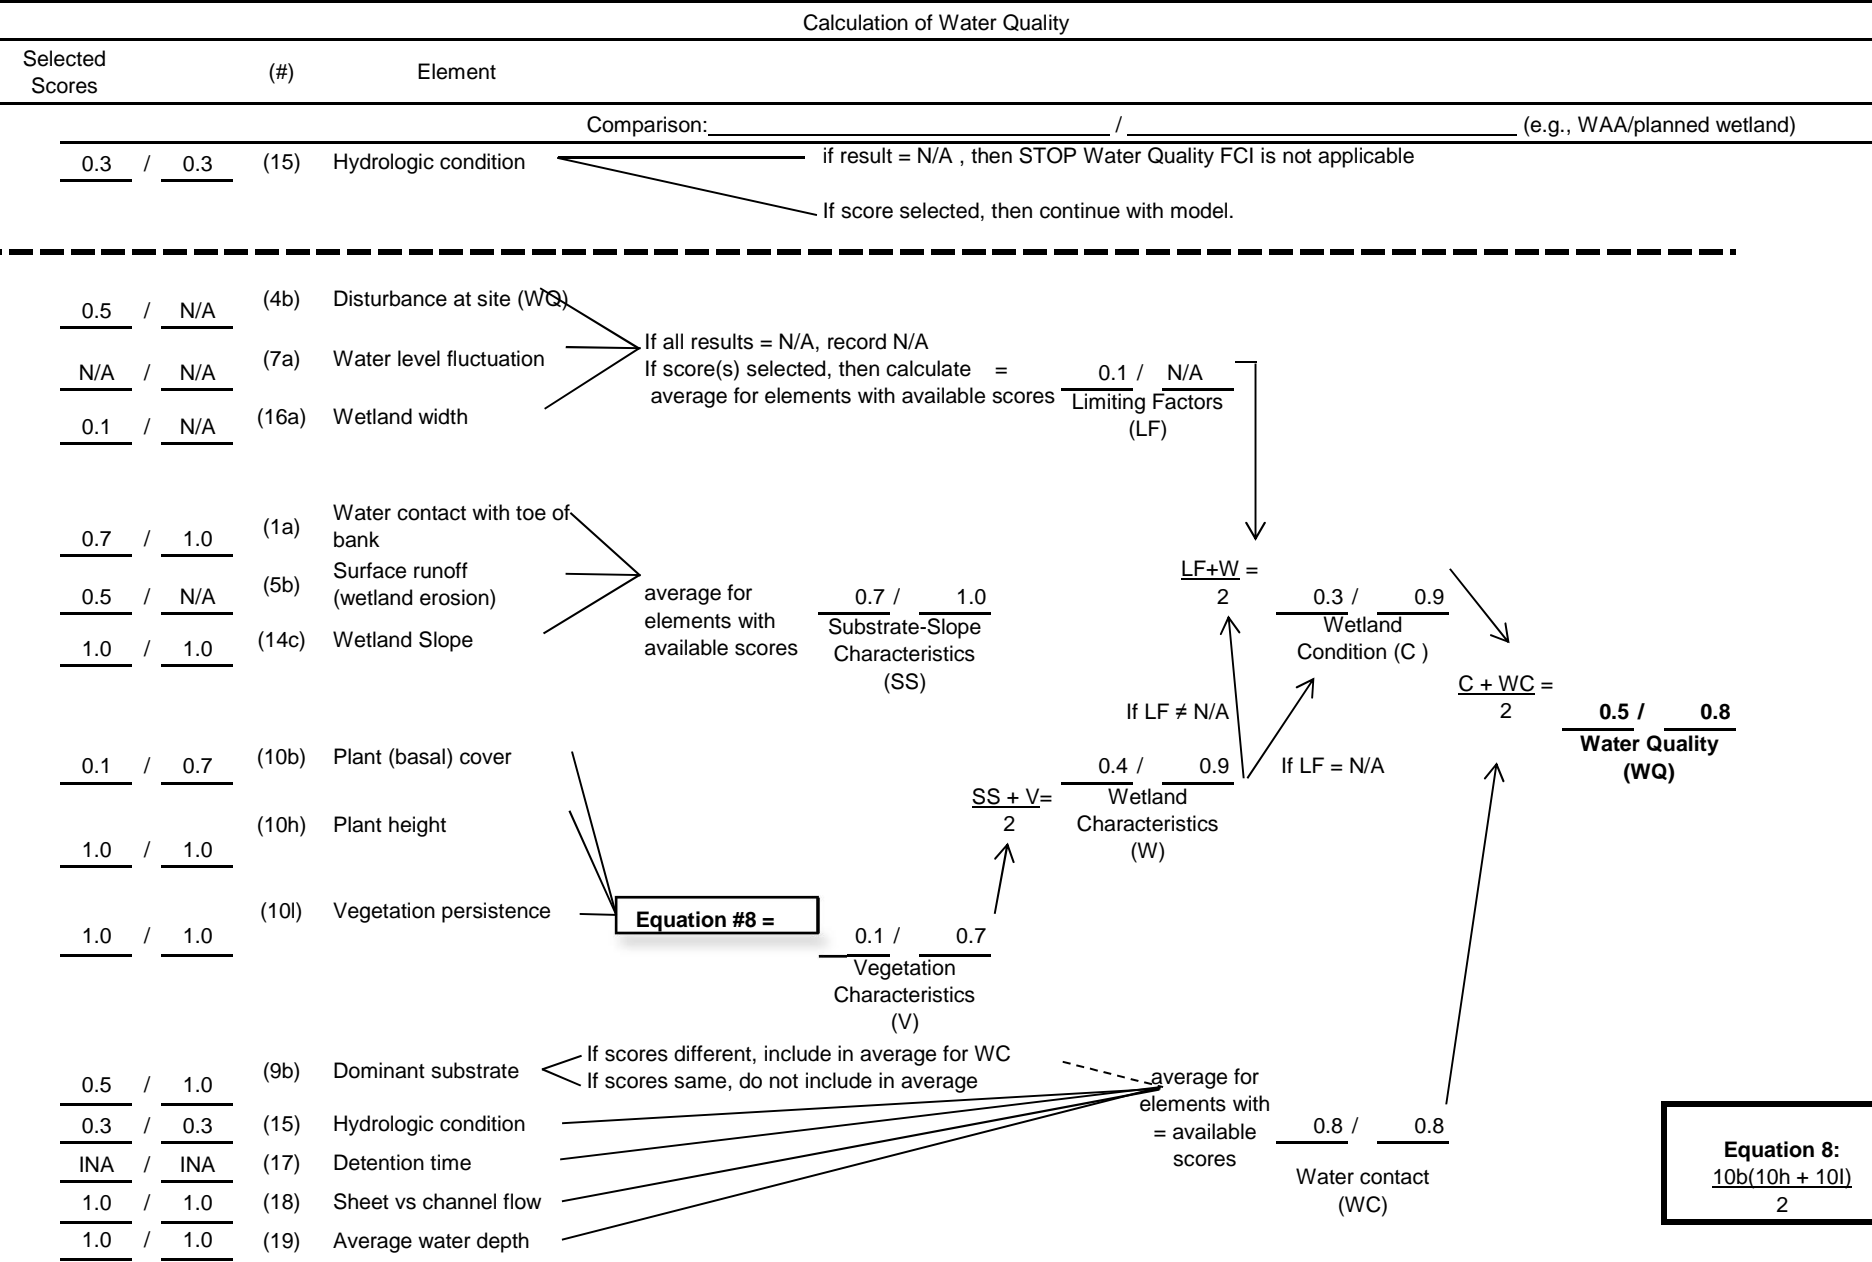 Calculation of Water Quality
Selected
Scores
(#)
Element
Comparison: / (e.g., WAA/planned wetland)
0.3 / 0.3 (15) Hydrologic condition
if result = N/A , then STOP Water Quality FCI is not applicable
If score selected, then continue with model.
0.5 / N/A (4b) Disturbance at site (WQ)
N/A / N/A (7a) Water level fluctuation
0.1 / N/A (16a) Wetland width
If all results = N/A, record N/A
If score(s) selected, then calculate =
average for elements with available scores
0.1 / N/A
Limiting Factors
(LF)
0.7 / 1.0 (1a) Water contact with toe of
bank
0.5 / N/A (5b) Surface runoff
(wetland erosion)
1.0 / 1.0 (14c) Wetland Slope
average for
elements with
available scores
0.7 / 1.0
Substrate-Slope
Characteristics
(SS)
LF+W =
2
0.3 / 0.9
Wetland
Condition (C )
If LF ≠ N/A
If LF = N/A
C + WC =
2
0.5 / 0.8
Water Quality
(WQ)
0.1 / 0.7 (10b) Plant (basal) cover
1.0 / 1.0 (10h) Plant height
1.0 / 1.0 (10l) Vegetation persistence
SS + V=
2
0.4 / 0.9
Wetland
Characteristics
(W)
Equation #8 =
0.1 / 0.7
Vegetation
Characteristics
(V)
0.5 / 1.0 (9b) Dominant substrate
If scores different, include in average for WC
If scores same, do not include in average
0.3 / 0.3 (15) Hydrologic condition
INA / INA (17) Detention time
1.0 / 1.0 (18) Sheet vs channel flow
1.0 / 1.0 (19) Average water depth
average for
elements with
= available
scores
0.8 / 0.8
Water contact
(WC)
Equation 8:
10b(10h + 10l)
2